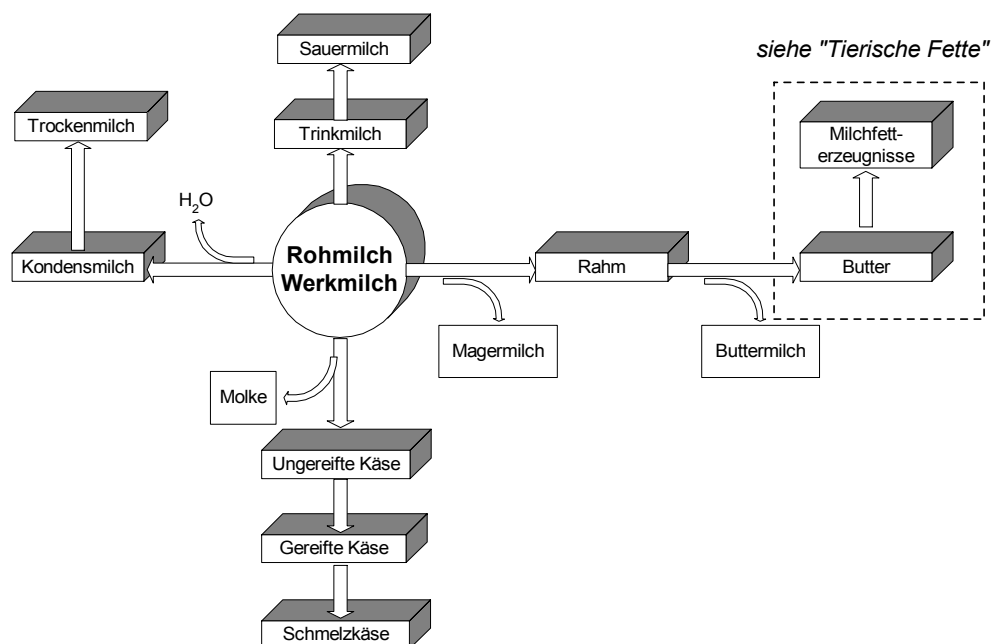 Sauermilch
siehe "Tierische Fette"
Trockenmilch
Trinkmilch
Milchfett-
erzeugnisse
H₂O
Kondensmilch
Rohmilch
Werkmilch
Rahm
Butter
Magermilch
Buttermilch
Molke
Ungereifte Käse
Gereifte Käse
Schmelzkäse